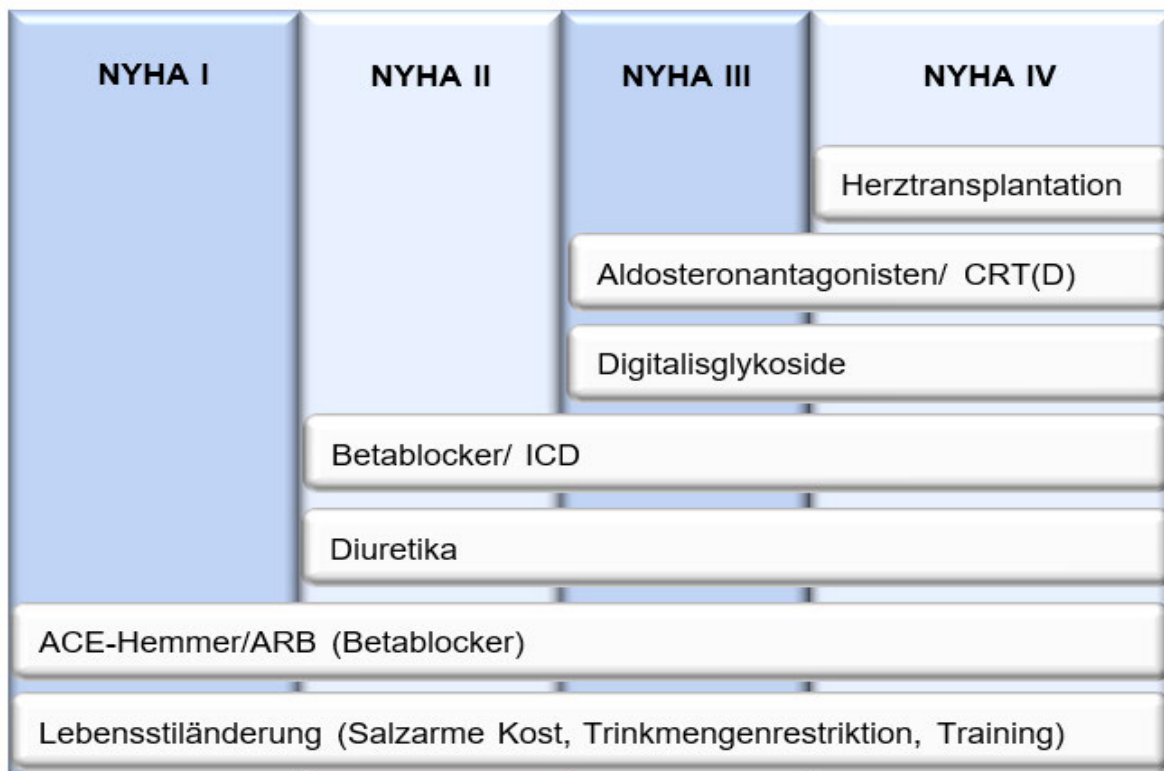 NYHA I
NYHA II
NYHA III
NYHA IV
Herztransplantation
Aldosteronantagonisten/ CRT(D)
Digitalisglykoside
Betablocker/ ICD
Diuretika
ACE-Hemmer/ARB (Betablocker)
Lebensstiländerung (Salzarme Kost, Trinkmengenrestriktion, Training)